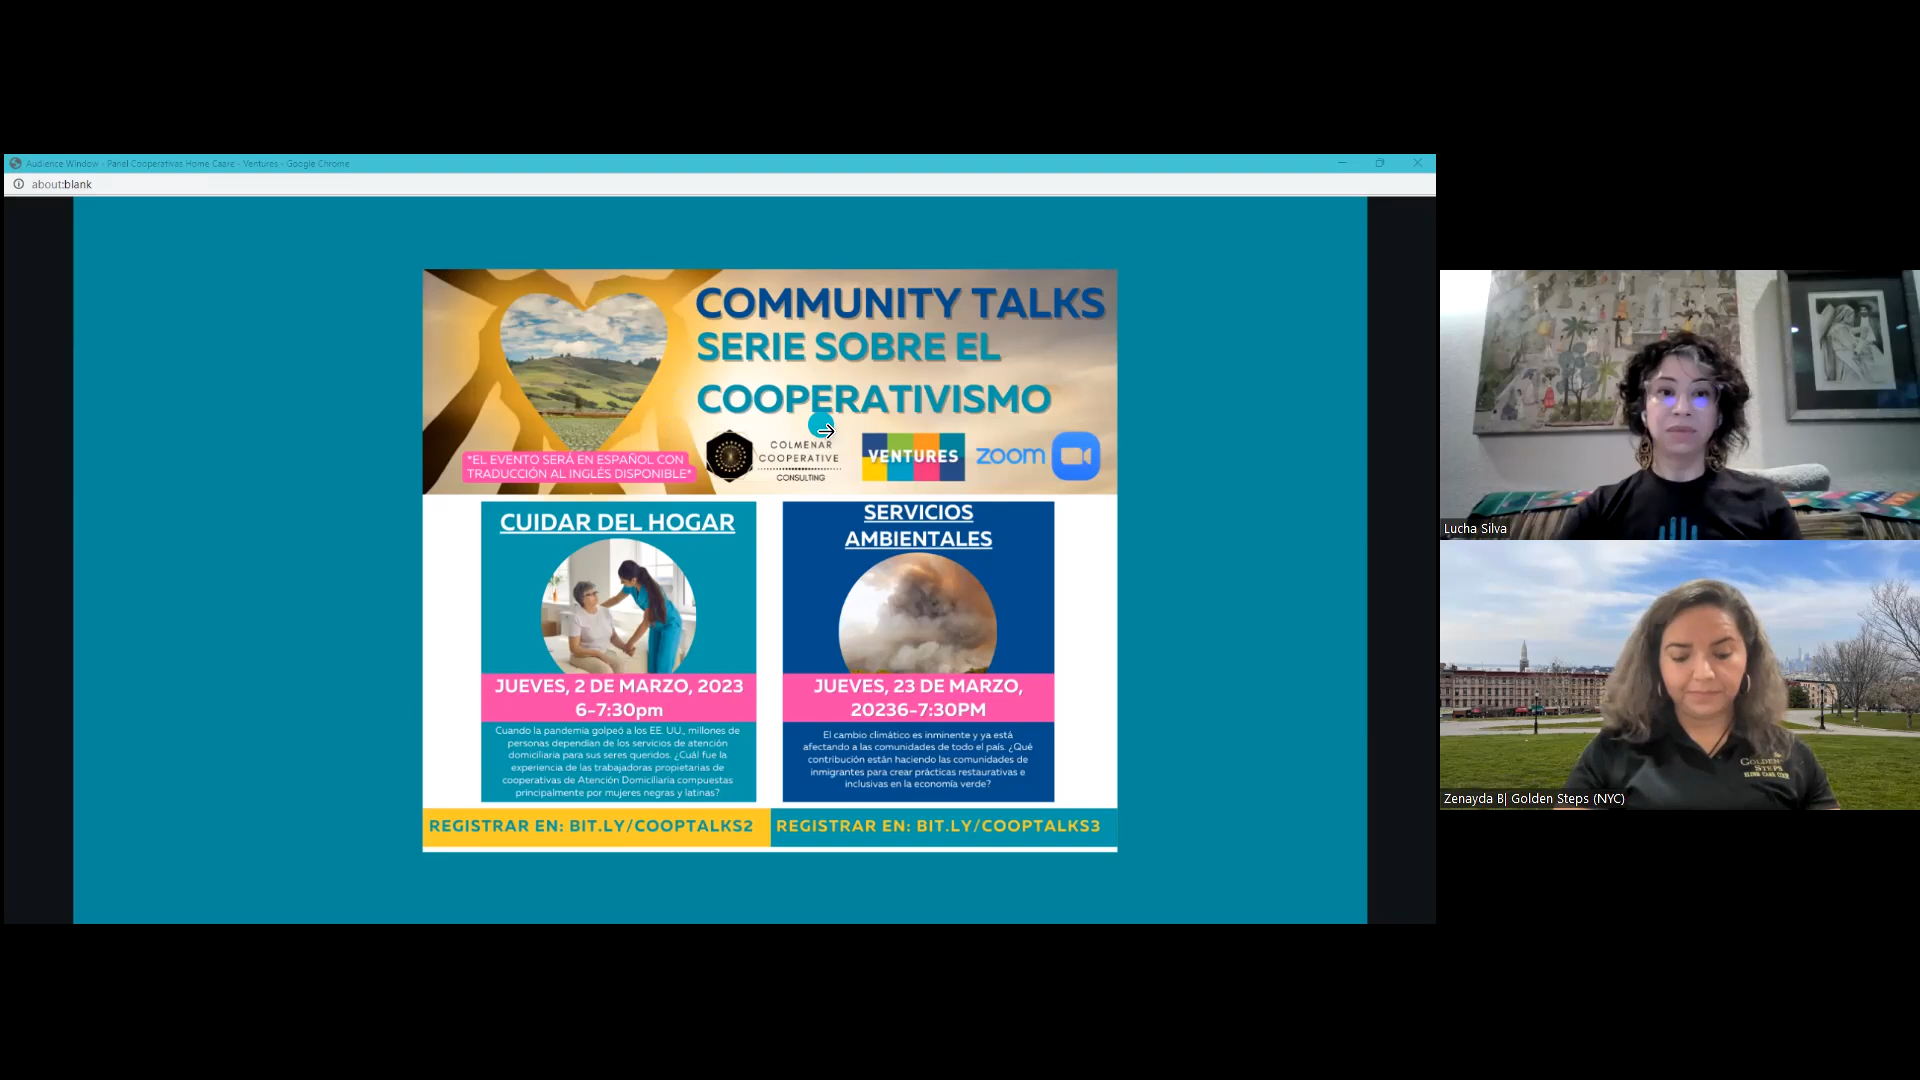 Audience Window - Panel Cooperativas Home Caare - Ventures - Google Chrome
about:blank
COMMUNITY TALKS
SERIE SOBRE EL
COOPERATIVISMO
*EL EVENTO SERÁ EN ESPAÑOL CON
TRADUCCIÓN AL INGLÉS DISPONIBLE*
COLMENAR
COOPERATIVE
CONSULTING
VENTURES
zoom
CUIDAR DEL HOGAR
JUEVES, 2 DE MARZO, 2023
6-7:30pm
Cuando la pandemia golpeó a los EE. UU., millones de
personas dependían de los servicios de atención
domiciliaria para sus seres queridos. ¿Cuál fue la
experiencia de las trabajadoras propietarias de
cooperativas de Atención Domiciliaria compuestas
principalmente por mujeres negras y latinas?
SERVICIOS
AMBIENTALES
JUEVES, 23 DE MARZO,
20236-7:30PM
El cambio climático es inminente y ya está
afectando a las comunidades de todo el país. ¿Qué
contribución están haciendo las comunidades de
inmigrantes para crear prácticas restaurativas e
inclusivas en la economía verde?
REGISTRAR EN: BIT.LY/COOPTALKS2
REGISTRAR EN: BIT.LY/COOPTALKS3
Lucha Silva
GOLDEN
STEPS
ELDER CARE COOP
Zenayda B| Golden Steps (NYC)